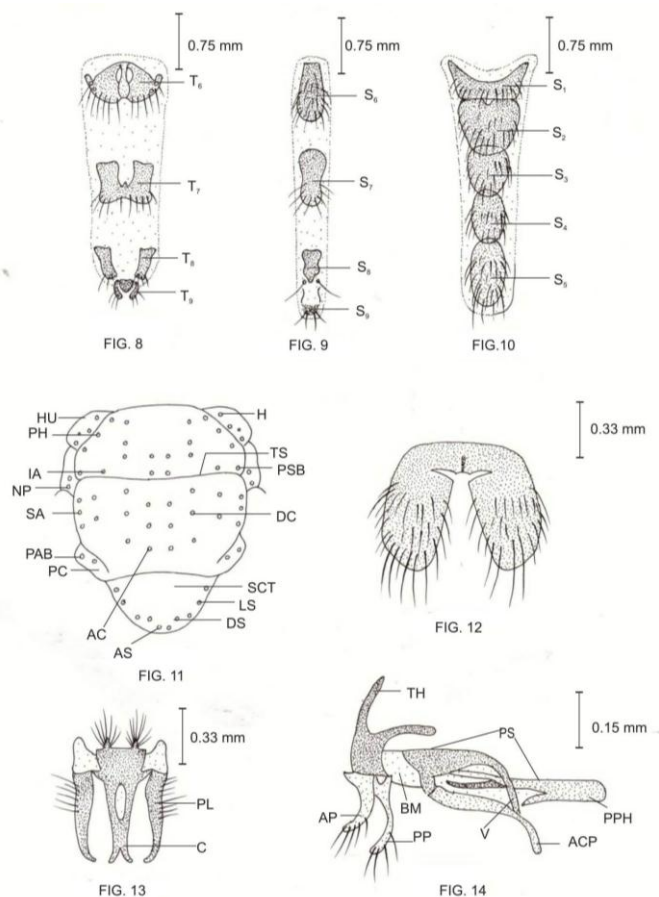 0.75 mm
0.75 mm
0.75 mm
T₆
T₇
T₈
T₉
S₆
S₇
S₈
S₉
S₁
S₂
S₃
S₄
S₅
FIG. 8
FIG. 9
FIG.10
HU
PH
IA
NP
SA
PAB
PC
AC
AS
H
TS
PSB
DC
SCT
LS
DS
FIG. 11
0.33 mm
FIG. 12
0.33 mm
PL
C
FIG. 13
TH
PS
0.15 mm
AP
BM
PP
V
ACP
PPH
FIG. 14